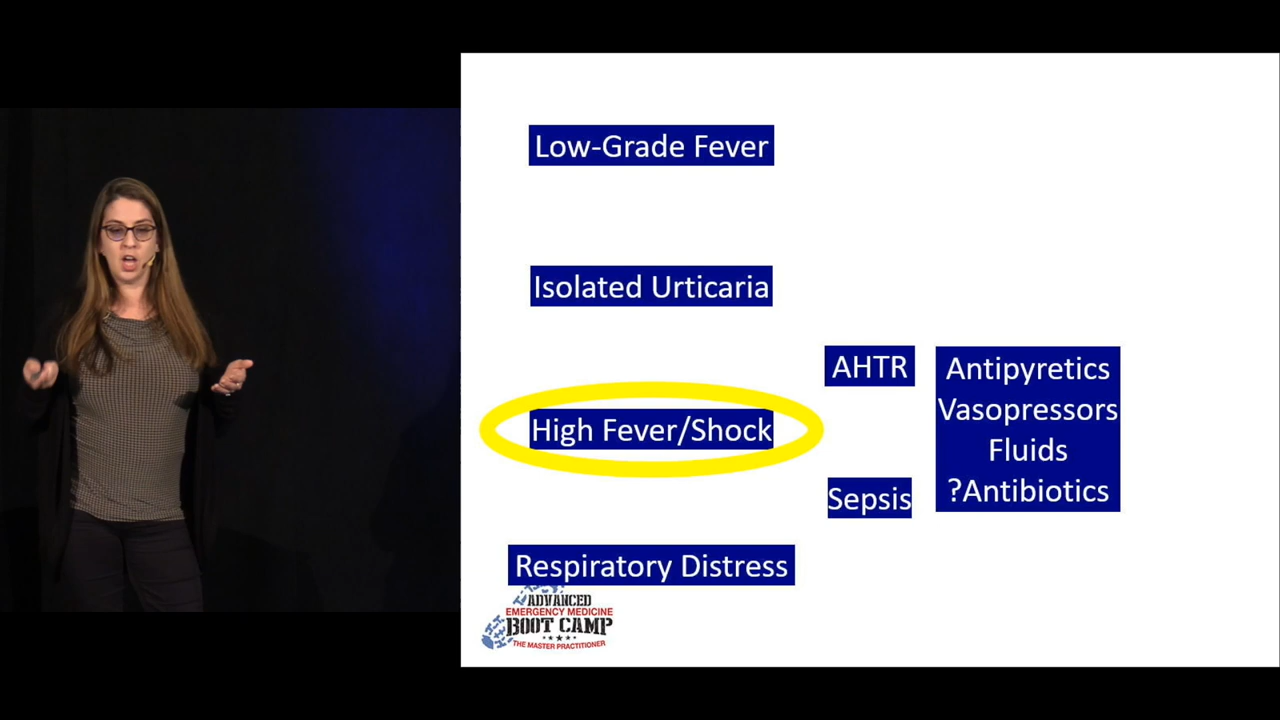 Low-Grade Fever
Isolated Urticaria
High Fever/Shock
Respiratory Distress
AHTR
Sepsis
Antipyretics
Vasopressors
Fluids
?Antibiotics
ADVANCED
EMERGENCY MEDICINE
BOOT CAMP
THE MASTER PRACTITIONER